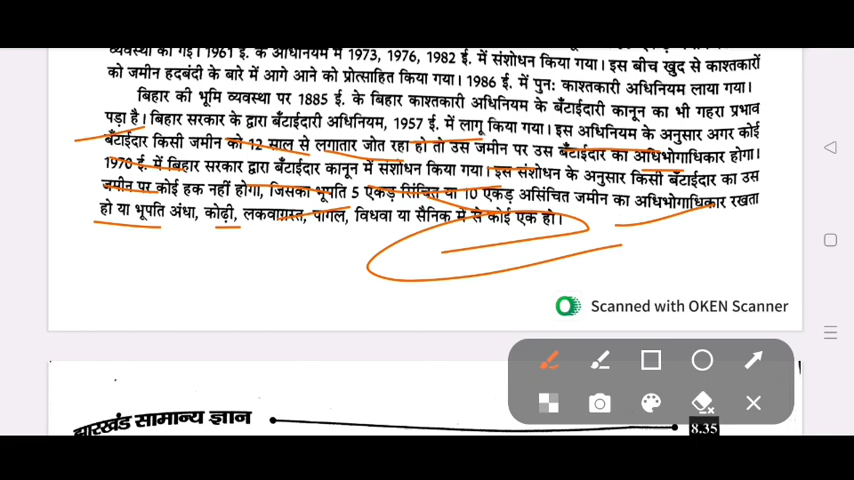 व्यवस्था की गई। 1961 ई. के अधिनियम में 1973, 1976, 1982 ई. में संशोधन किया गया। इस बीच खुद से काश्तकारों
को जमीन हदबंदी के बारे में आगे आने को प्रोत्साहित किया गया। 1986 ई. में पुन: काश्तकारी अधिनियम लाया गया।
बिहार की भूमि व्यवस्था पर 1885 ई. के बिहार काश्तकारी अधिनियम के बँटाईदारी कानून का भी गहरा प्रभाव
पड़ा है। बिहार सरकार के द्वारा बँटाईदारी अधिनियम, 1957 ई. में लागू किया गया। इस अधिनियम के अनुसार अगर कोई
बँटाईदार किसी जमीन को 12 साल से लगातार जोत रहा हो तो उस जमीन पर उस बँटाईदार का अधिभोगाधिकार होगा।
1970 ई. में बिहार सरकार द्वारा बँटाईदारी कानून में संशोधन किया गया। इस संशोधन के अनुसार किसी बँटाईदार का उस
जमीन पर कोई हक नहीं होगा, जिसका भूपति 5 एकड़ सिंचित या 10 एकड़ असिंचित जमीन का अधिभोगाधिकार रखता
हो या भूपति अंधा, कोढ़ी, लकवाग्रस्त, पागल, विधवा या सैनिक में से कोई एक हो।
Scanned with OKEN Scanner
झारखंड सामान्य ज्ञान
8.35